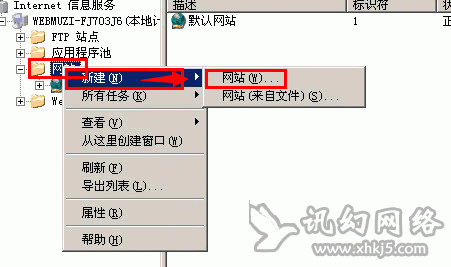 Internet 信息服务
WEBMUZI-FJ703J6(本地计
FTP 站点
应用程序池
网
We
描述
标识符
状
默认网站
1
正
新建(N)
所有任务(K)
查看(V)
从这里创建窗口(W)
刷新(F)
导出列表(L)...
属性(R)
帮助(H)
网站(W)...
网站(来自文件)(S)...
讯幻网络
www.xhkj5.com